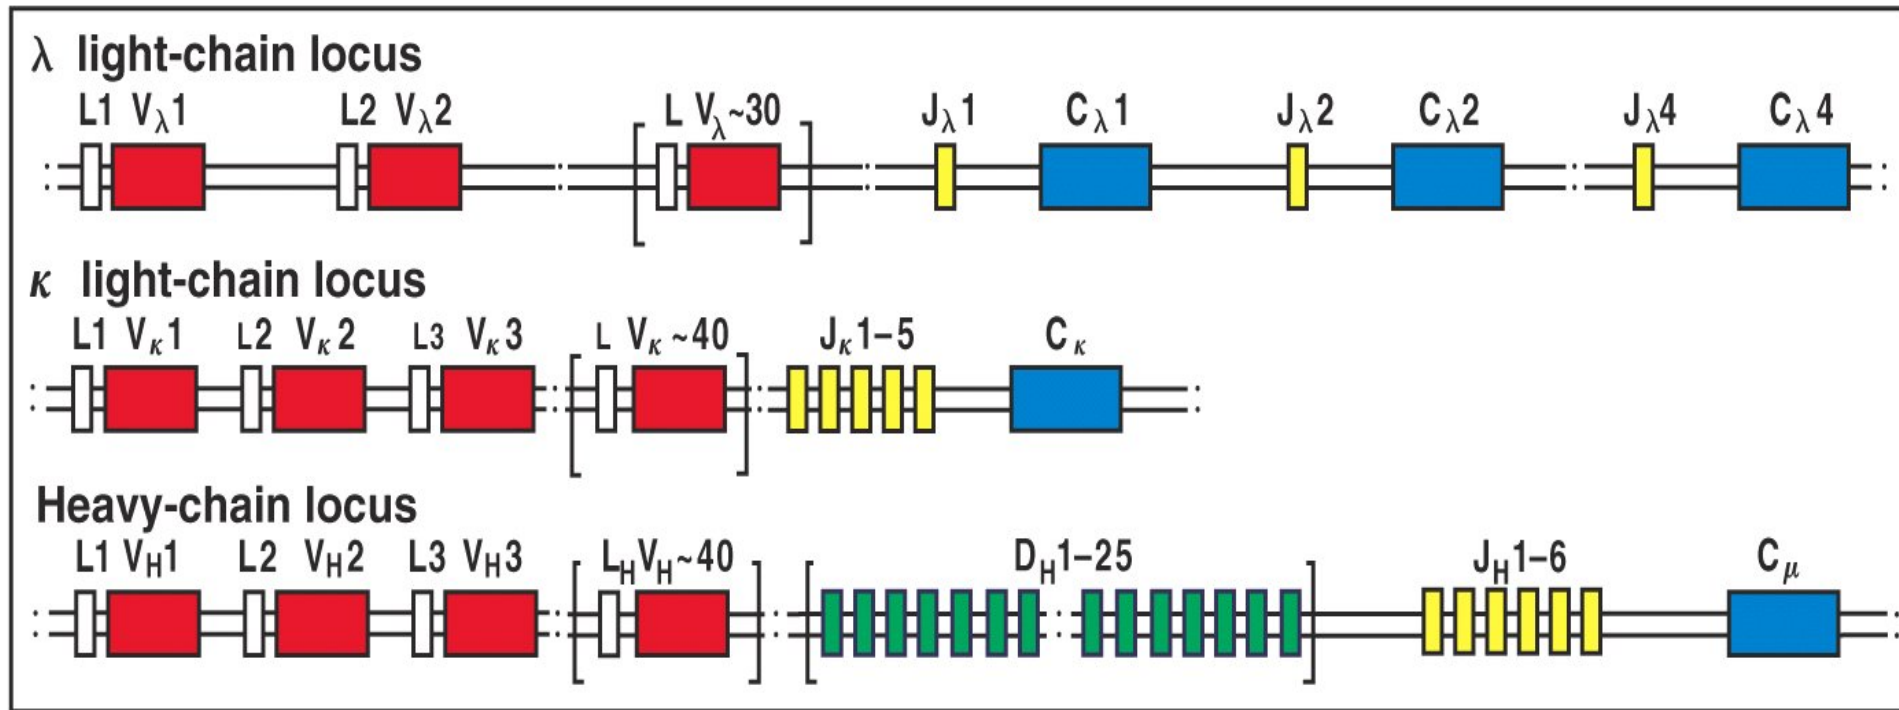 λ light-chain locus
L1 Vλ1 L2 Vλ2 L Vλ~30 Jλ1 Cλ1 Jλ2 Cλ2 Jλ4 Cλ4
κ light-chain locus
L1 Vκ1 L2 Vκ2 L3 Vκ3 L Vκ~40 Jκ1–5 Cκ
Heavy-chain locus
L1 VH1 L2 VH2 L3 VH3 LHVH~40 DH1–25 JH1–6 Cμ